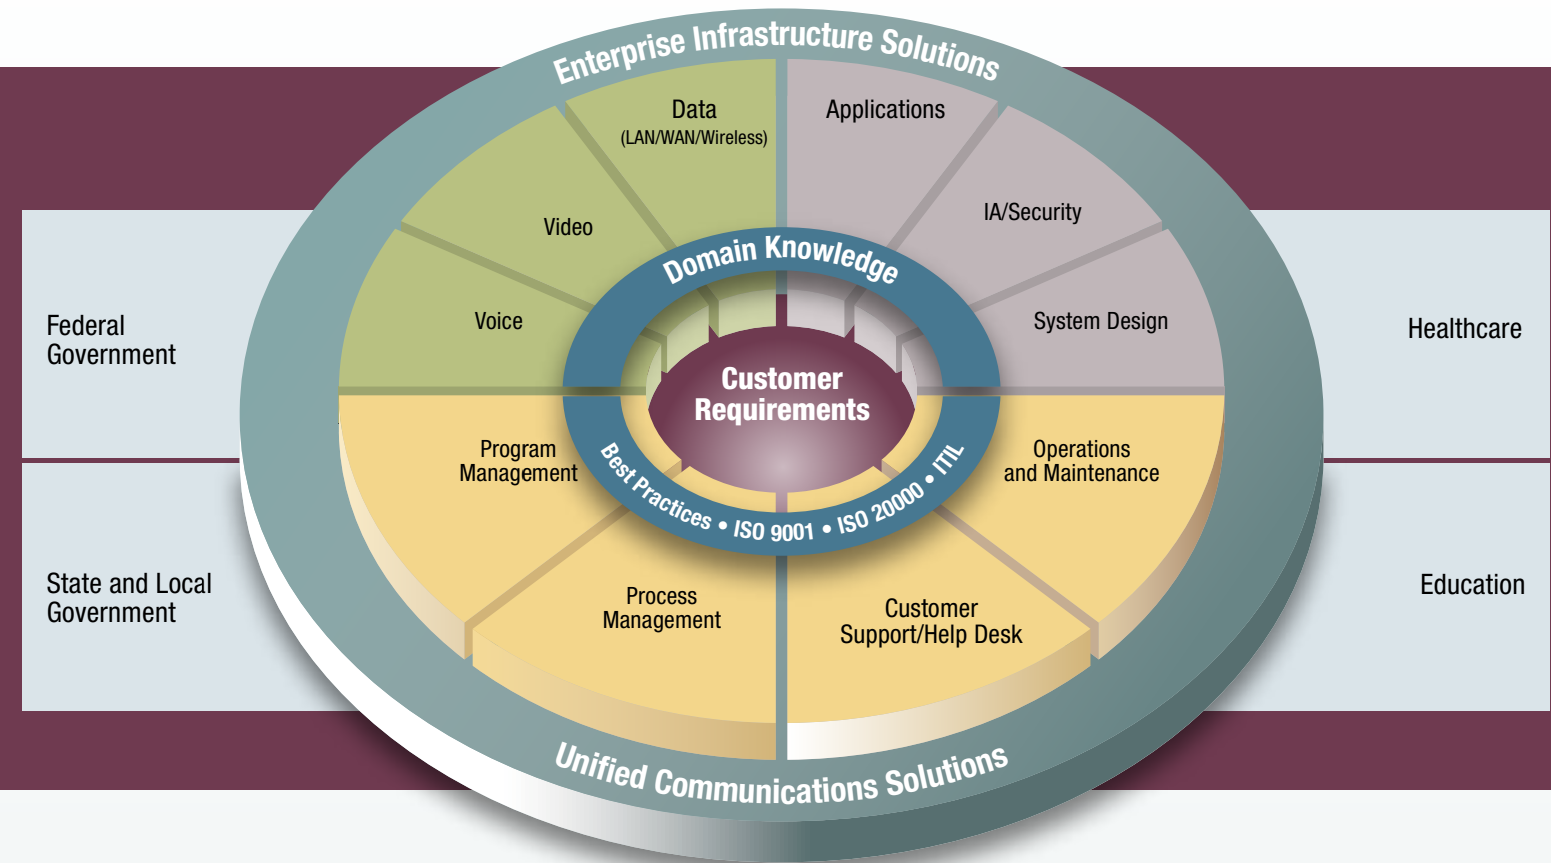 Enterprise Infrastructure Solutions
Data
(LAN/WAN/Wireless)
Applications
Video
IA/Security
Voice
System Design
Domain Knowledge
Customer
Requirements
Federal
Government
Healthcare
Program
Management
Operations
and Maintenance
Best Practices • ISO 9001 • ISO 20000 • ITIL
State and Local
Government
Education
Process
Management
Customer
Support/Help Desk
Unified Communications Solutions